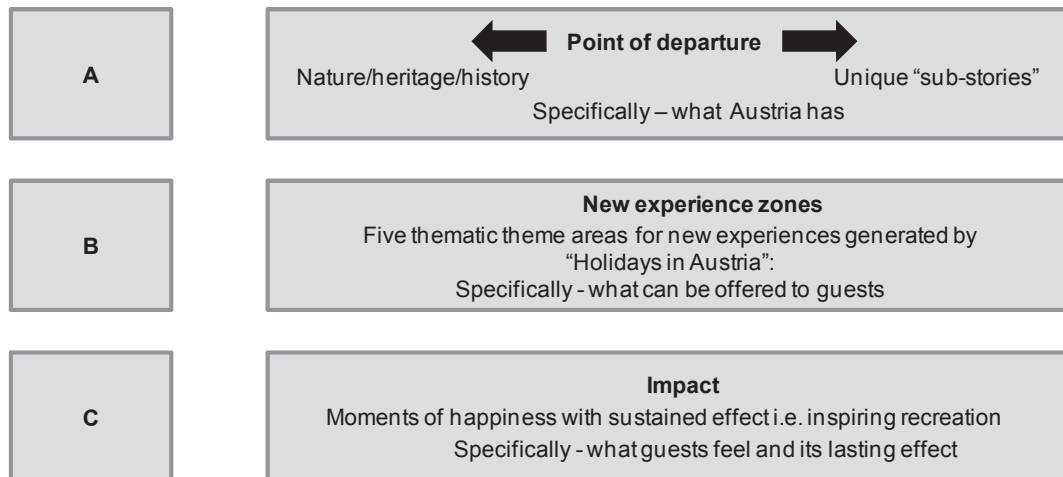 A
Point of departure
Nature/heritage/history Unique “sub-stories”
Specifically – what Austria has
B
New experience zones
Five thematic theme areas for new experiences generated by
“Holidays in Austria”:
Specifically - what can be offered to guests
C
Impact
Moments of happiness with sustained effect i.e. inspiring recreation
Specifically - what guests feel and its lasting effect